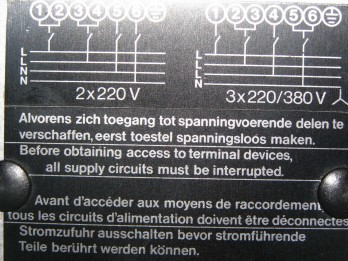 1 2 3 4 5 6 1 2 3 4 5 6
L
L
N
N
L
L
L
N
2x220V 3x220/380V
Alvorens zich toegang tot spanningvoerende delen te
verschaffen, eerst toestel spanningsloos maken.
Before obtaining access to terminal devices,
all supply circuits must be interrupted.
Avant d'accéder aux moyens de raccordement
tous les circuits d'alimentation doivent être déconnectés
Stromzufuhr ausschalten bevor stromführende
Teile berührt werden können.